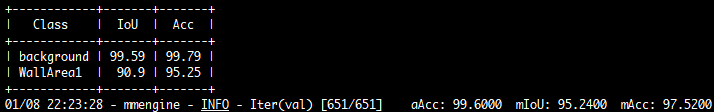 +------------+-------+-------+
|   Class    |  IoU  |  Acc  |
+------------+-------+-------+
| background | 99.59 | 99.79 |
| WallArea1  |  90.9 | 95.25 |
+------------+-------+-------+
01/08 22:23:28 - mmengine - INFO - Iter(val) [651/651]    aAcc: 99.6000  mIoU: 95.2400  mAcc: 97.5200